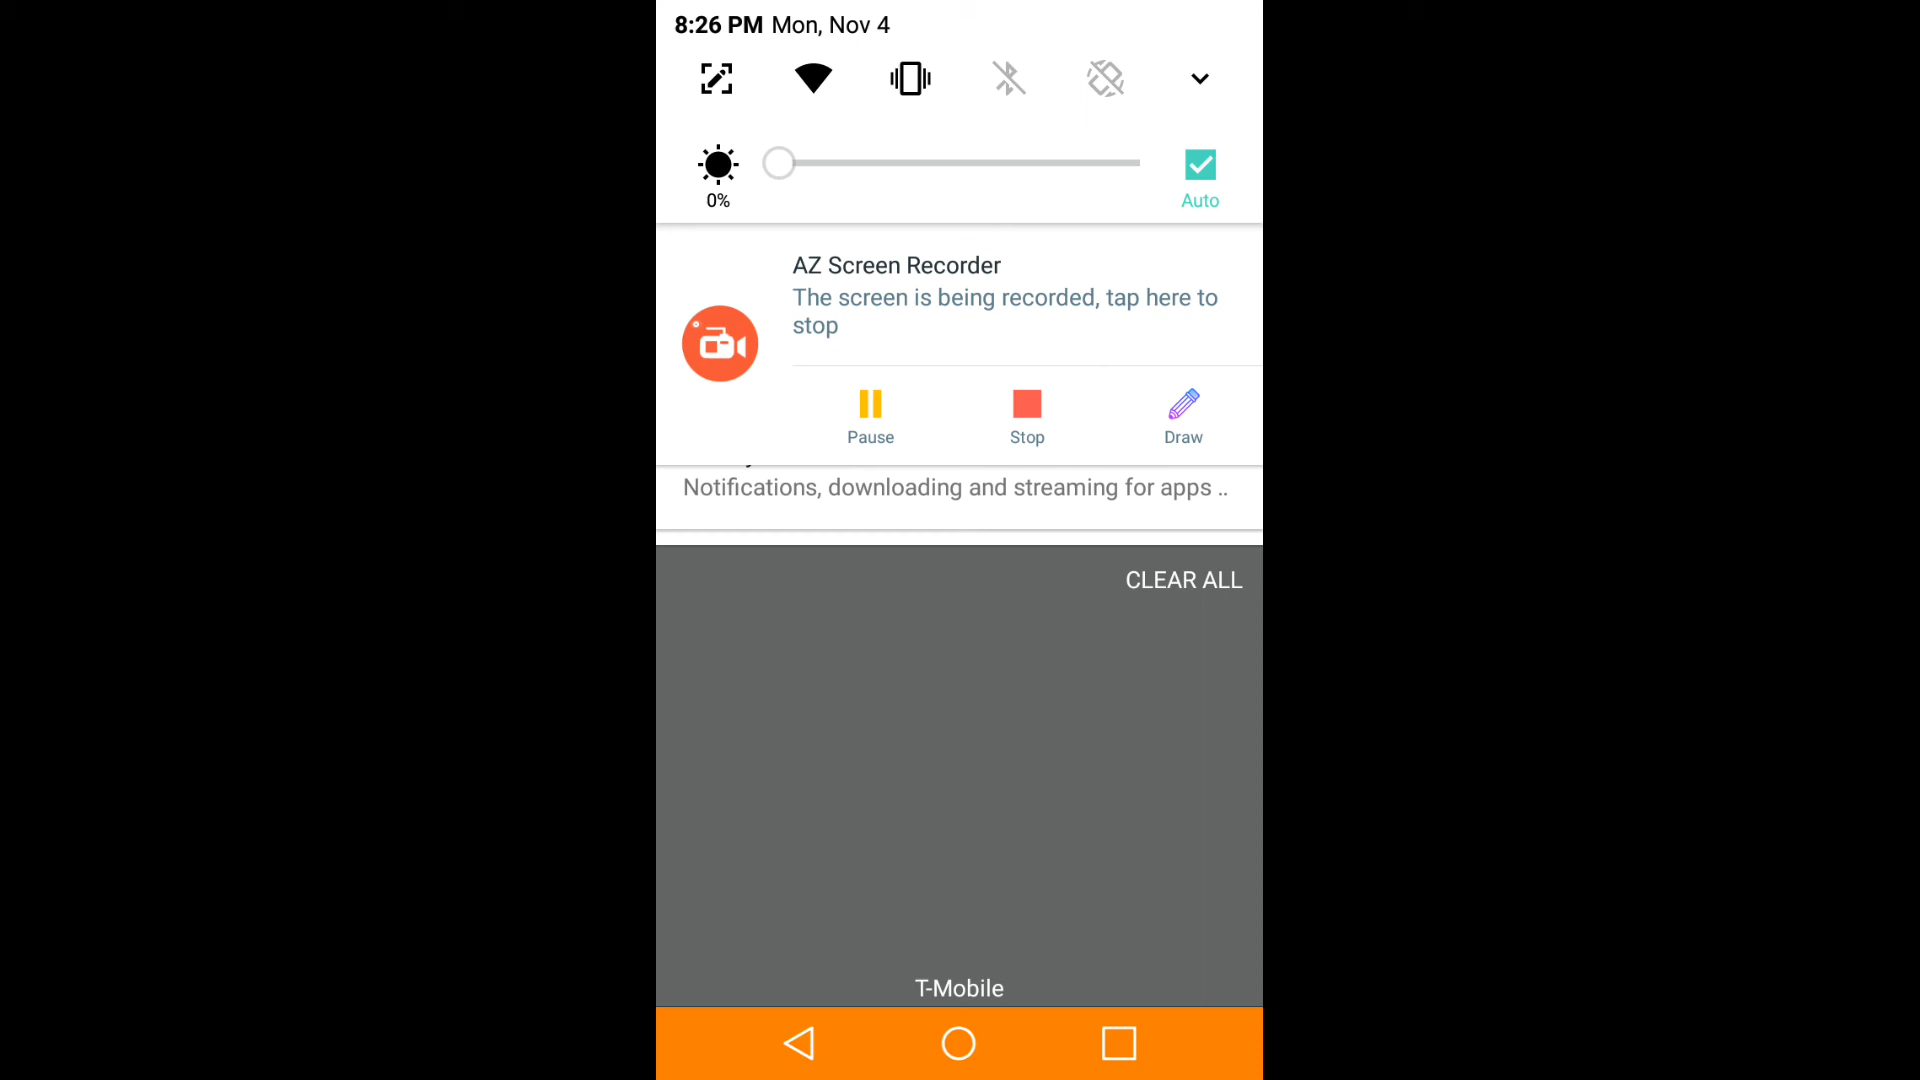 8:26 PM Mon, Nov 4
0%
Auto
AZ Screen Recorder
The screen is being recorded, tap here to
stop
Pause
Stop
Draw
Notifications, downloading and streaming for apps ..
CLEAR ALL
T-Mobile